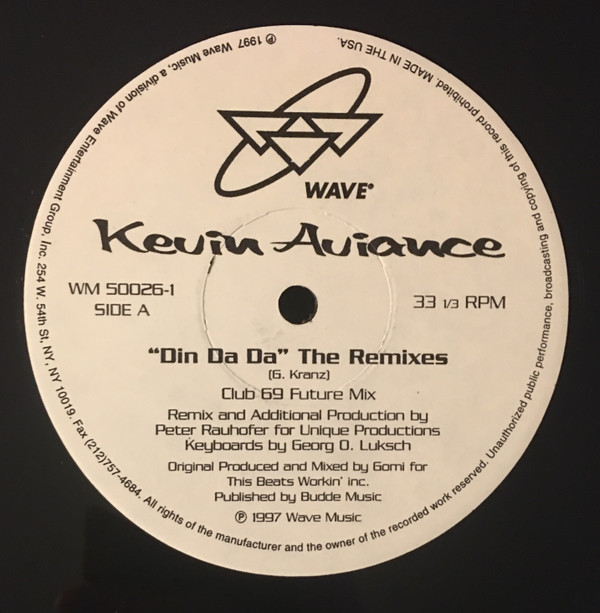 WAVE®
Kevin Aviance
WM 50026-1
SIDE A
33 1/3 RPM
"Din Da Da" The Remixes
(G. Kranz)
Club 69 Future Mix
Remix and Additional Production by
Peter Rauhofer for Unique Productions
Keyboards by Georg O. Luksch
Original Produced and Mixed by Gomi for
This Beats Workin' inc.
Published by Budde Music
℗ 1997 Wave Music
℗ 1997 Wave Music, a division of Wave Entertainment Group, Inc. 254 W. 54th St, NY, NY 10019. Fax (212)757-4684. All rights of the manufacturer and the owner of the recorded work reserved. Unauthorized public performance, broadcasting and copying of this record prohibited. MADE IN THE USA.